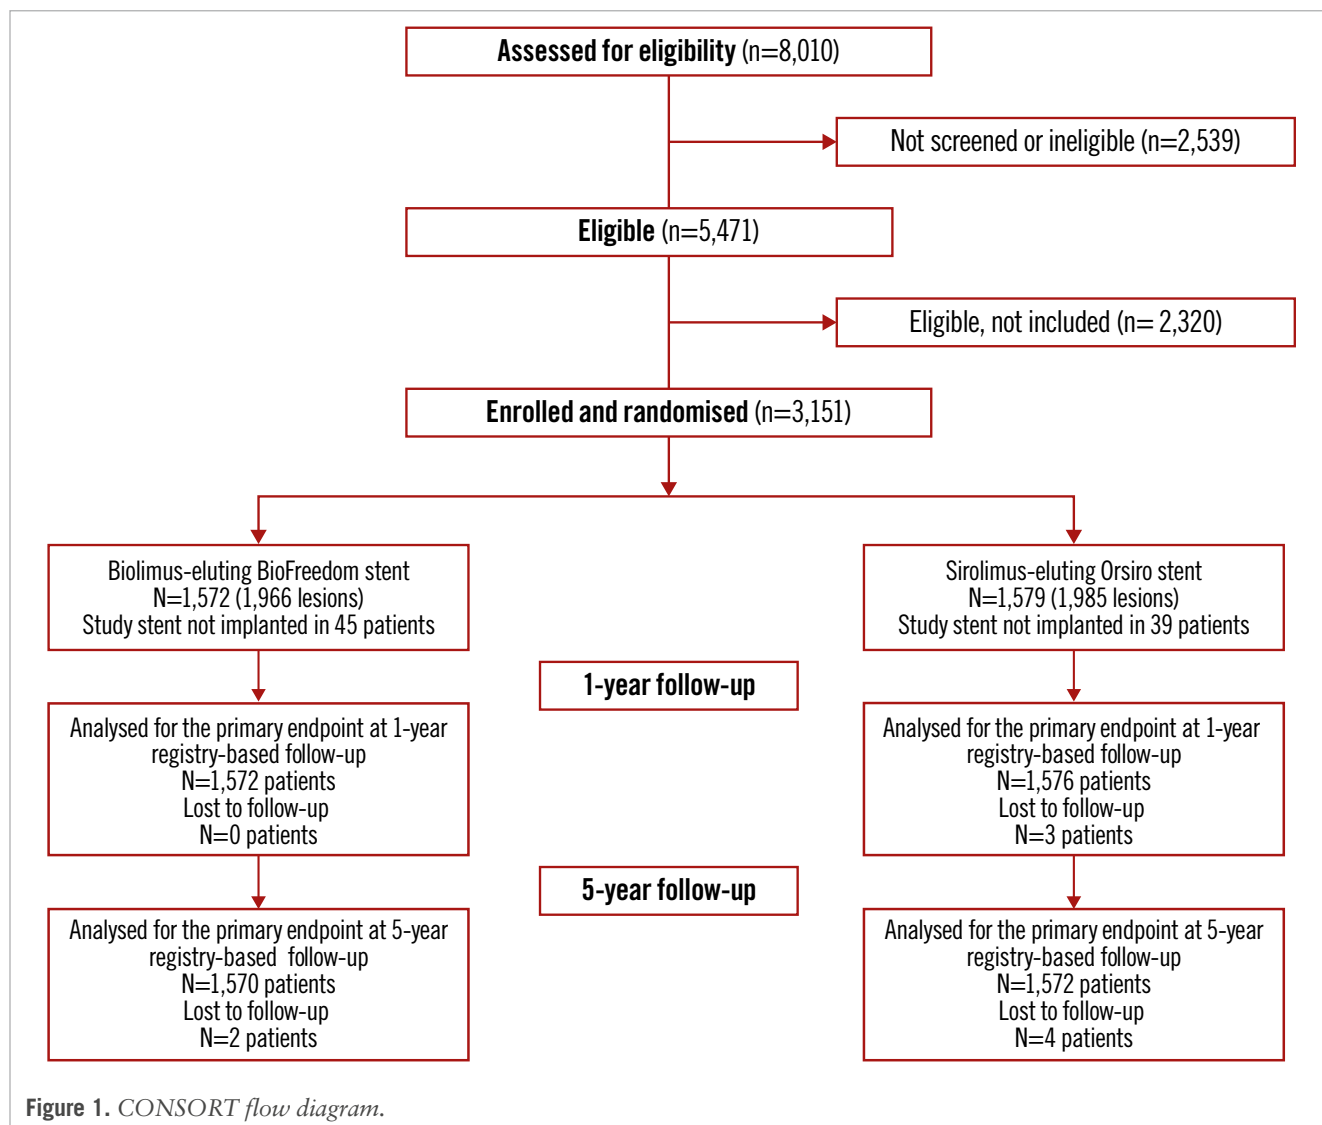 Assessed for eligibility (n=8,010)
Not screened or ineligible (n=2,539)
Eligible (n=5,471)
Eligible, not included (n= 2,320)
Enrolled and randomised (n=3,151)
Biolimus-eluting BioFreedom stent
N=1,572 (1,966 lesions)
Study stent not implanted in 45 patients
Sirolimus-eluting Orsiro stent
N=1,579 (1,985 lesions)
Study stent not implanted in 39 patients
1-year follow-up
Analysed for the primary endpoint at 1-year
registry-based follow-up
N=1,572 patients
Lost to follow-up
N=0 patients
Analysed for the primary endpoint at 1-year
registry-based follow-up
N=1,576 patients
Lost to follow-up
N=3 patients
5-year follow-up
Analysed for the primary endpoint at 5-year
registry-based follow-up
N=1,570 patients
Lost to follow-up
N=2 patients
Analysed for the primary endpoint at 5-year
registry-based follow-up
N=1,572 patients
Lost to follow-up
N=4 patients
Figure 1. CONSORT flow diagram.